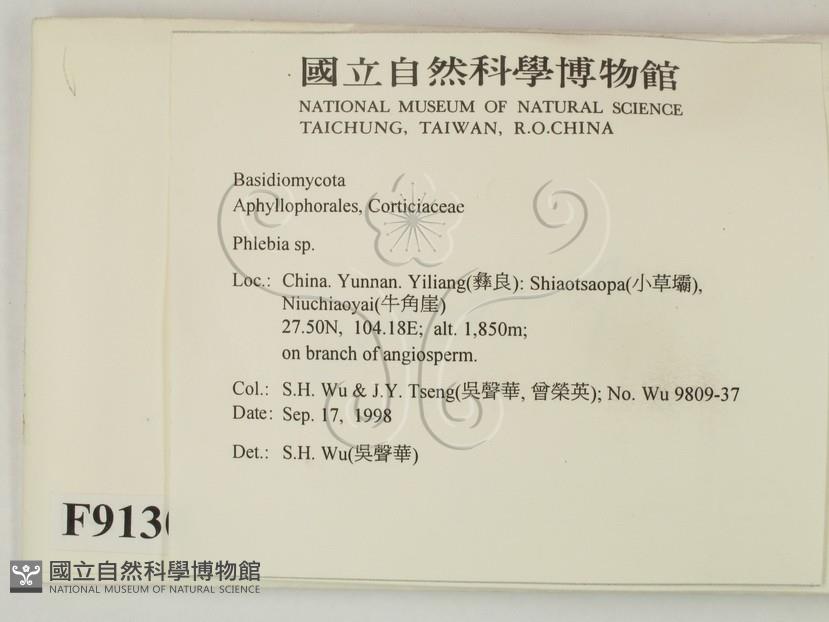 國立自然科學博物館
NATIONAL MUSEUM OF NATURAL SCIENCE
TAICHUNG, TAIWAN, R.O.CHINA
Basidiomycota
Aphyllophorales, Corticiaceae
Phlebia sp.
Loc.: China. Yunnan. Yiliang(彝良): Shiaotsaopa(小草壩),
Niuchiaoyai(牛角崖)
27.50N, 104.18E; alt. 1,850m;
on branch of angiosperm.
Col.: S.H. Wu & J.Y. Tseng(吳聲華, 曾榮英); No. Wu 9809-37
Date: Sep. 17, 1998
Det.: S.H. Wu(吳聲華)
F913
國立自然科學博物館
NATIONAL MUSEUM OF NATURAL SCIENCE